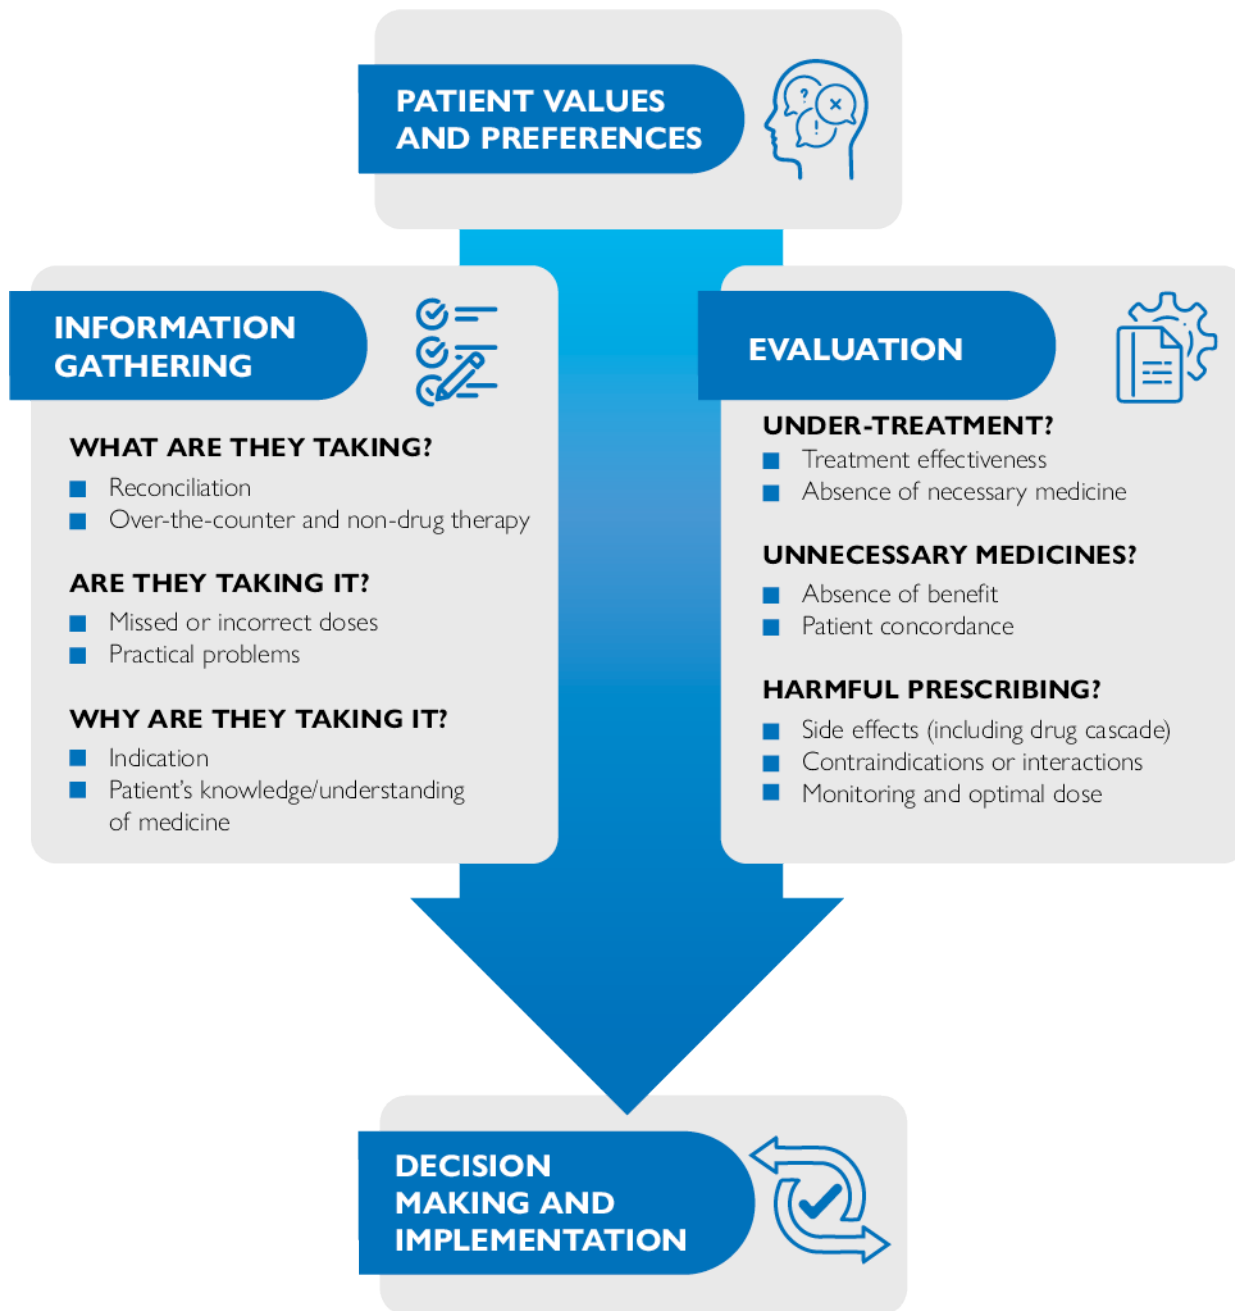 PATIENT VALUES
AND PREFERENCES
INFORMATION
GATHERING
WHAT ARE THEY TAKING?
Reconciliation
Over-the-counter and non-drug therapy
ARE THEY TAKING IT?
Missed or incorrect doses
Practical problems
WHY ARE THEY TAKING IT?
Indication
Patient’s knowledge/understanding
of medicine
EVALUATION
UNDER-TREATMENT?
Treatment effectiveness
Absence of necessary medicine
UNNECESSARY MEDICINES?
Absence of benefit
Patient concordance
HARMFUL PRESCRIBING?
Side effects (including drug cascade)
Contraindications or interactions
Monitoring and optimal dose
DECISION
MAKING AND
IMPLEMENTATION